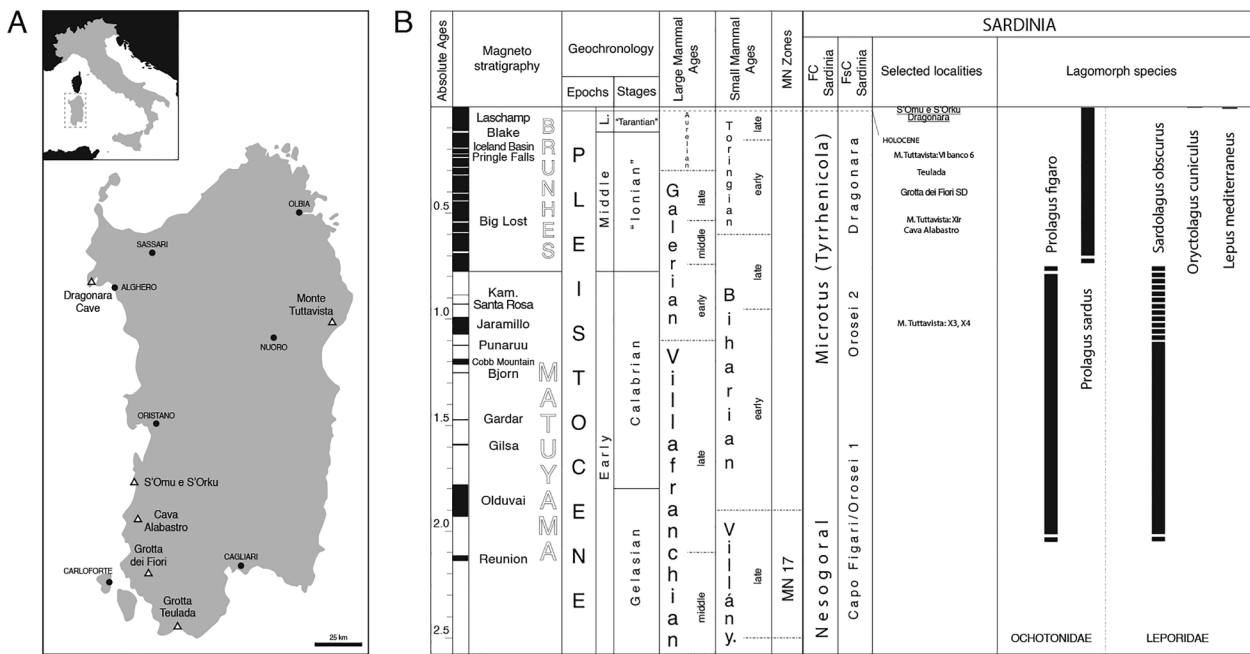 A
OLBIA
SASSARI
ALGHERO
Dragonara
Cave
Monte
Tuttavista
NUORO
ORISTANO
S'Omu e S'Orku
Cava
Alabastro
Grotta
dei Fiori
CAGLIARI
CARLOFORTE
Grotta
Teulada
25 km
B
SARDINIA
Absolute Ages
Magneto
stratigraphy
Geochronology
Epochs
Stages
Large Mammal
Ages
Small Mammal
Ages
MN Zones
FC
Sardinia
FsC
Sardinia
Selected localities
Lagomorph species
0.5
1.0
1.5
2.0
2.5
Laschamp
Blake
Iceland Basin
Pringle Falls
Big Lost
Kam.
Santa Rosa
Jaramillo
Punaruu
Cobb Mountain
Bjorn
Gardar
Gilsa
Olduvai
Reunion
BRUNHES
MATUYAMA
PLEISTOCENE
L.
Middle
Early
"Tarantian"
"Ionian"
Calabrian
Gelasian
Aurelian
Galerian
late
middle
early
Villafranchian
late
middle
Toringian
late
early
Biharian
late
early
Villány.
late
MN 17
Microtus (Tyrrhenicola)
Nesogoral
Dragonara
Orosei 2
Capo Figari/Orosei 1
S'Omu e S'Orku
Dragonara
HOLOCENE
M. Tuttavista: VI banco 6
Teulada
Grotta dei Fiori SD
M. Tuttavista: XIr
Cava Alabastro
M. Tuttavista: X3, X4
Prolagus figaro
Prolagus sardus
Sardolagus obscurus
Oryctolagus cuniculus
Lepus mediterraneus
OCHOTONIDAE
LEPORIDAE